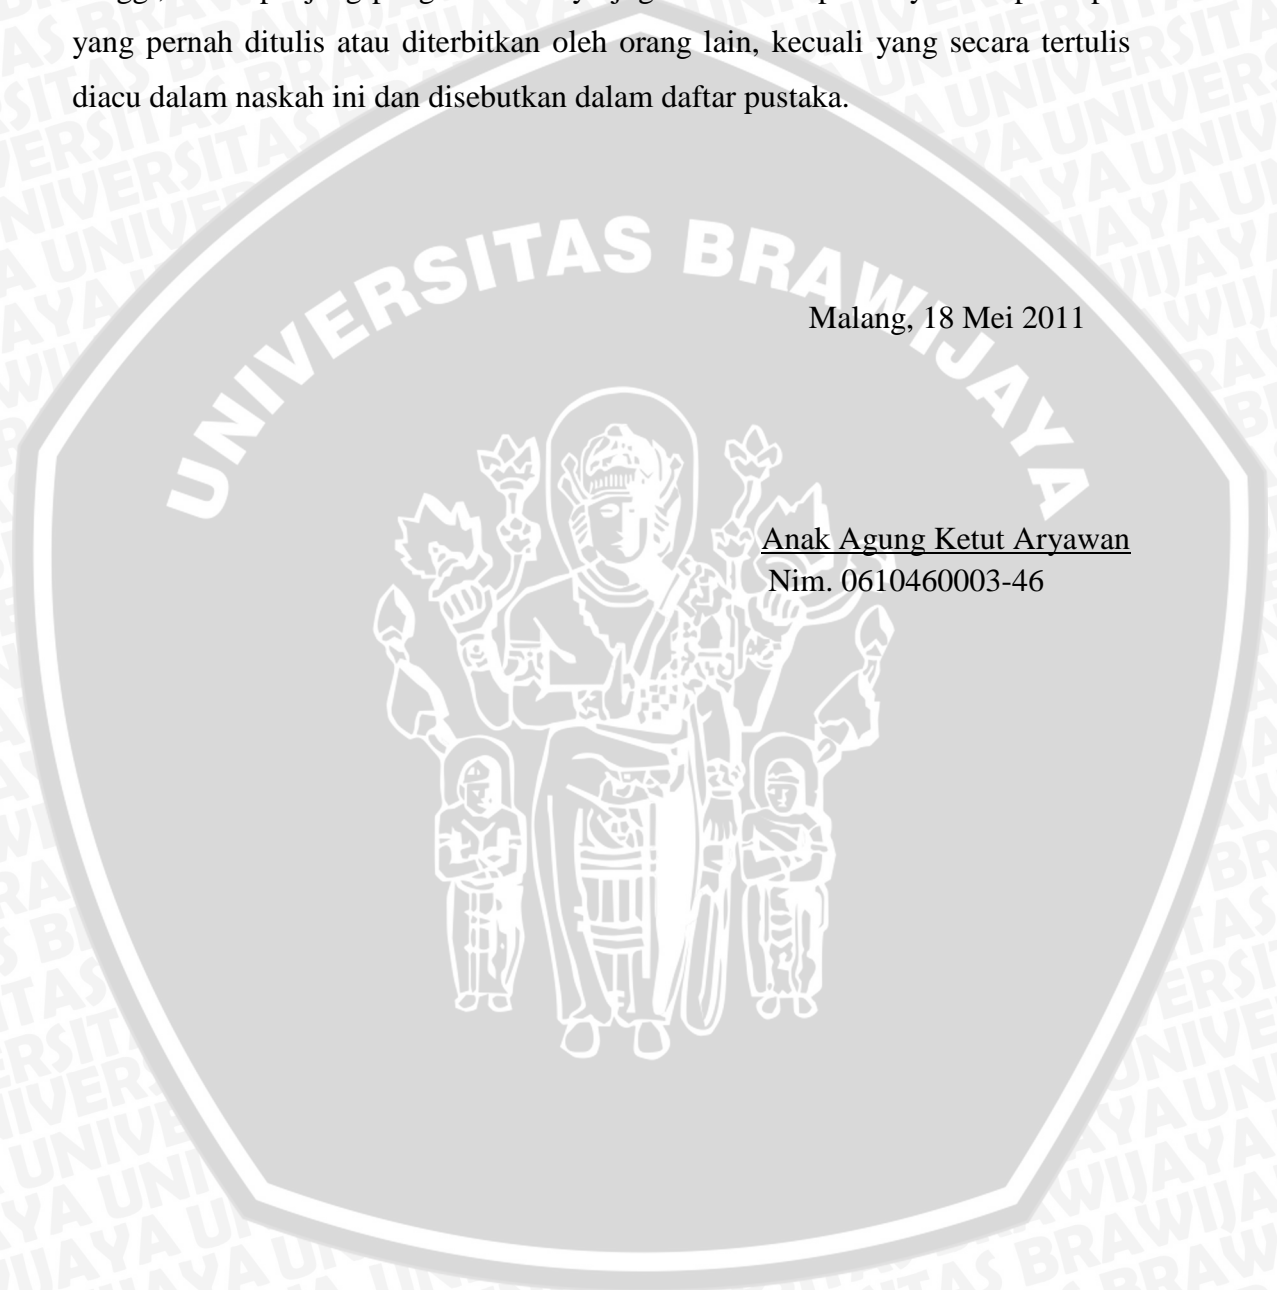 yang pernah ditulis atau diterbitkan oleh orang lain, kecuali yang secara tertulis
diacu dalam naskah ini dan disebutkan dalam daftar pustaka.
UNIVERSITAS BRAWIJAYA
Malang, 18 Mei 2011
Anak Agung Ketut Aryawan
Nim. 0610460003-46